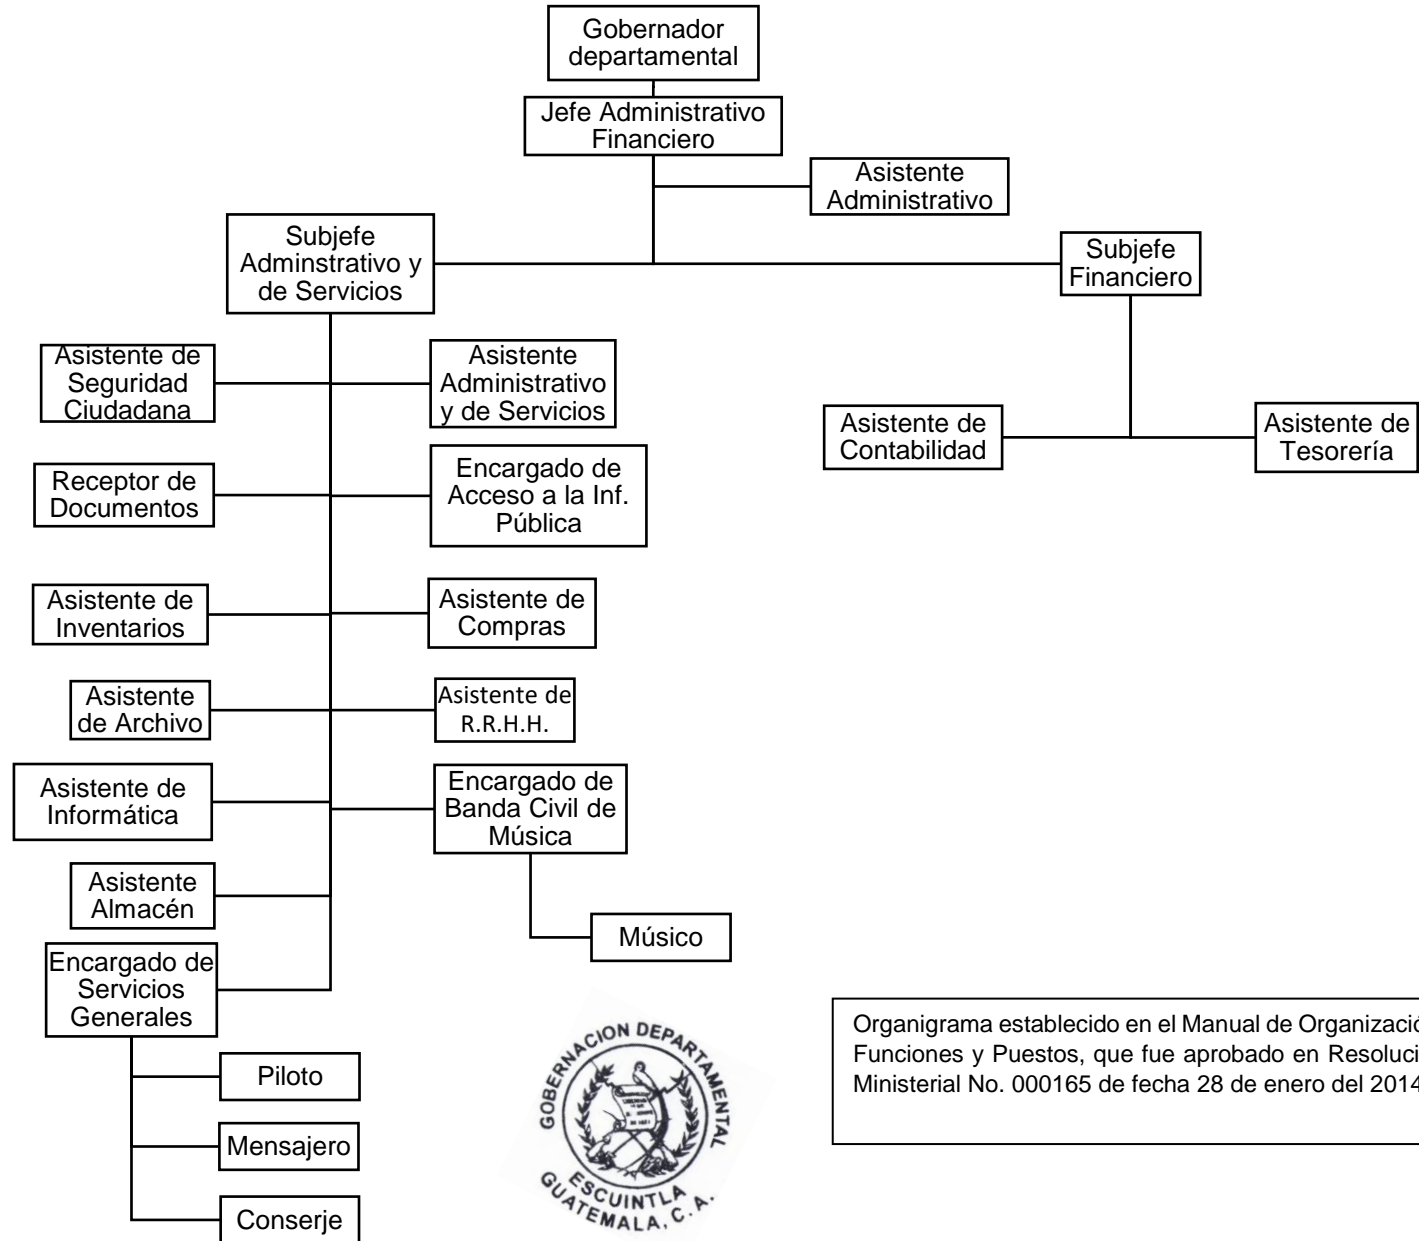 Gobernador
departamental
Jefe Administrativo
Financiero
Asistente
Administrativo
Subjefe
Adminstrativo y
de Servicios
Subjefe
Financiero
Asistente de
Seguridad
Ciudadana
Asistente
Administrativo
y de Servicios
Asistente de
Contabilidad
Asistente de
Tesorería
Receptor de
Documentos
Encargado de
Acceso a la Inf.
Pública
Asistente de
Inventarios
Asistente de
Compras
Asistente
de Archivo
Asistente de
R.R.H.H.
Asistente de
Informática
Encargado de
Banda Civil de
Música
Asistente
Almacén
Músico
Encargado de
Servicios
Generales
Piloto
Mensajero
Conserje
GOBERNACION DEPARTAMENTAL
ESCUINTLA
GUATEMALA, C. A.
Organigrama establecido en el Manual de Organizació
Funciones y Puestos, que fue aprobado en Resoluci
Ministerial No. 000165 de fecha 28 de enero del 2014